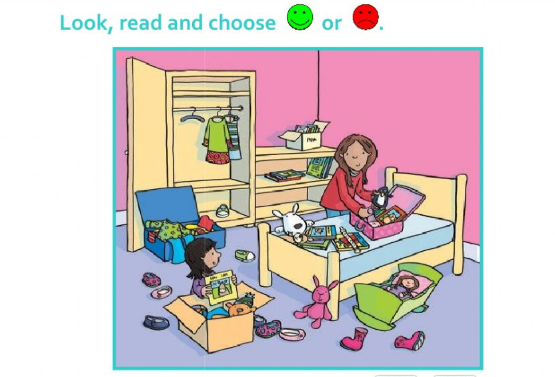 Look, read and choose or .